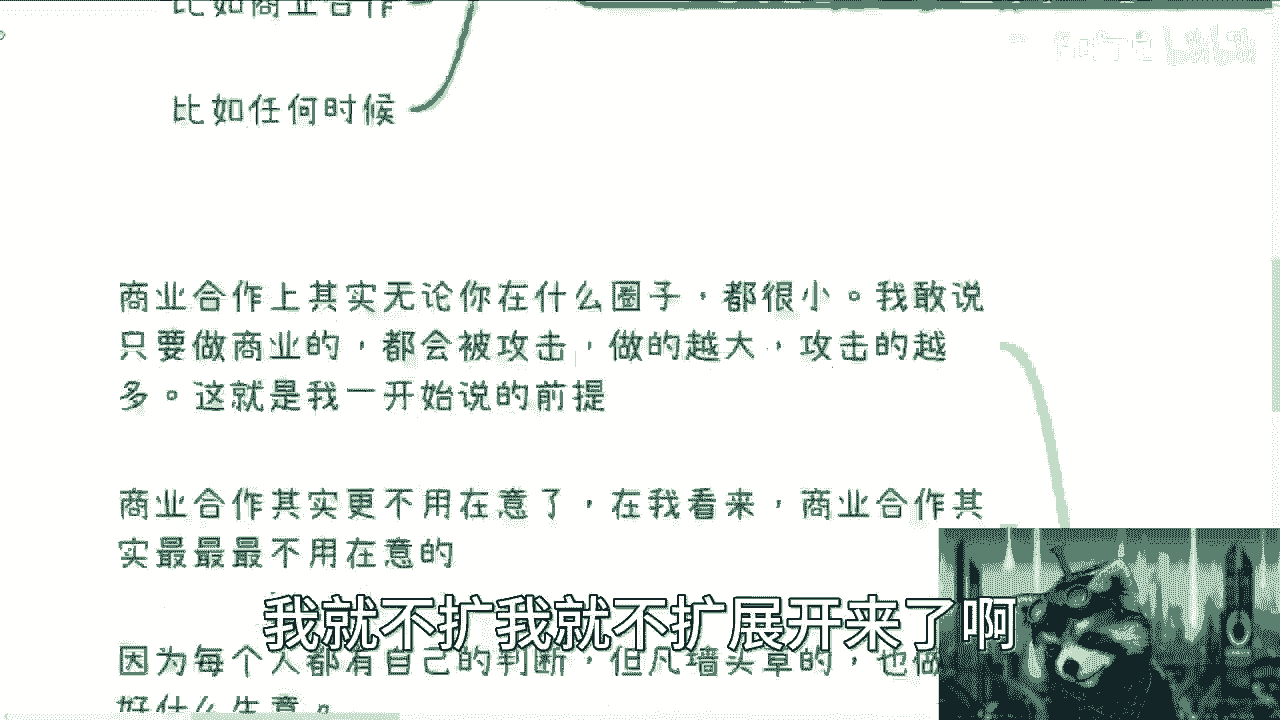 比如商业合作
比如任何时候
商业合作上其实无论你在什么圈子，都很小。我敢说
只要做商业的，都会被攻击，做的越大，攻击的越
多。这就是我一开始说的前提
商业合作其实更不用在意了，在我看来，商业合作其
实最最最不用在意的
我就不扩我就不扩展开来了啊
因为每个人都有自己的判断，但凡墙头草的，也做
好什么生意。